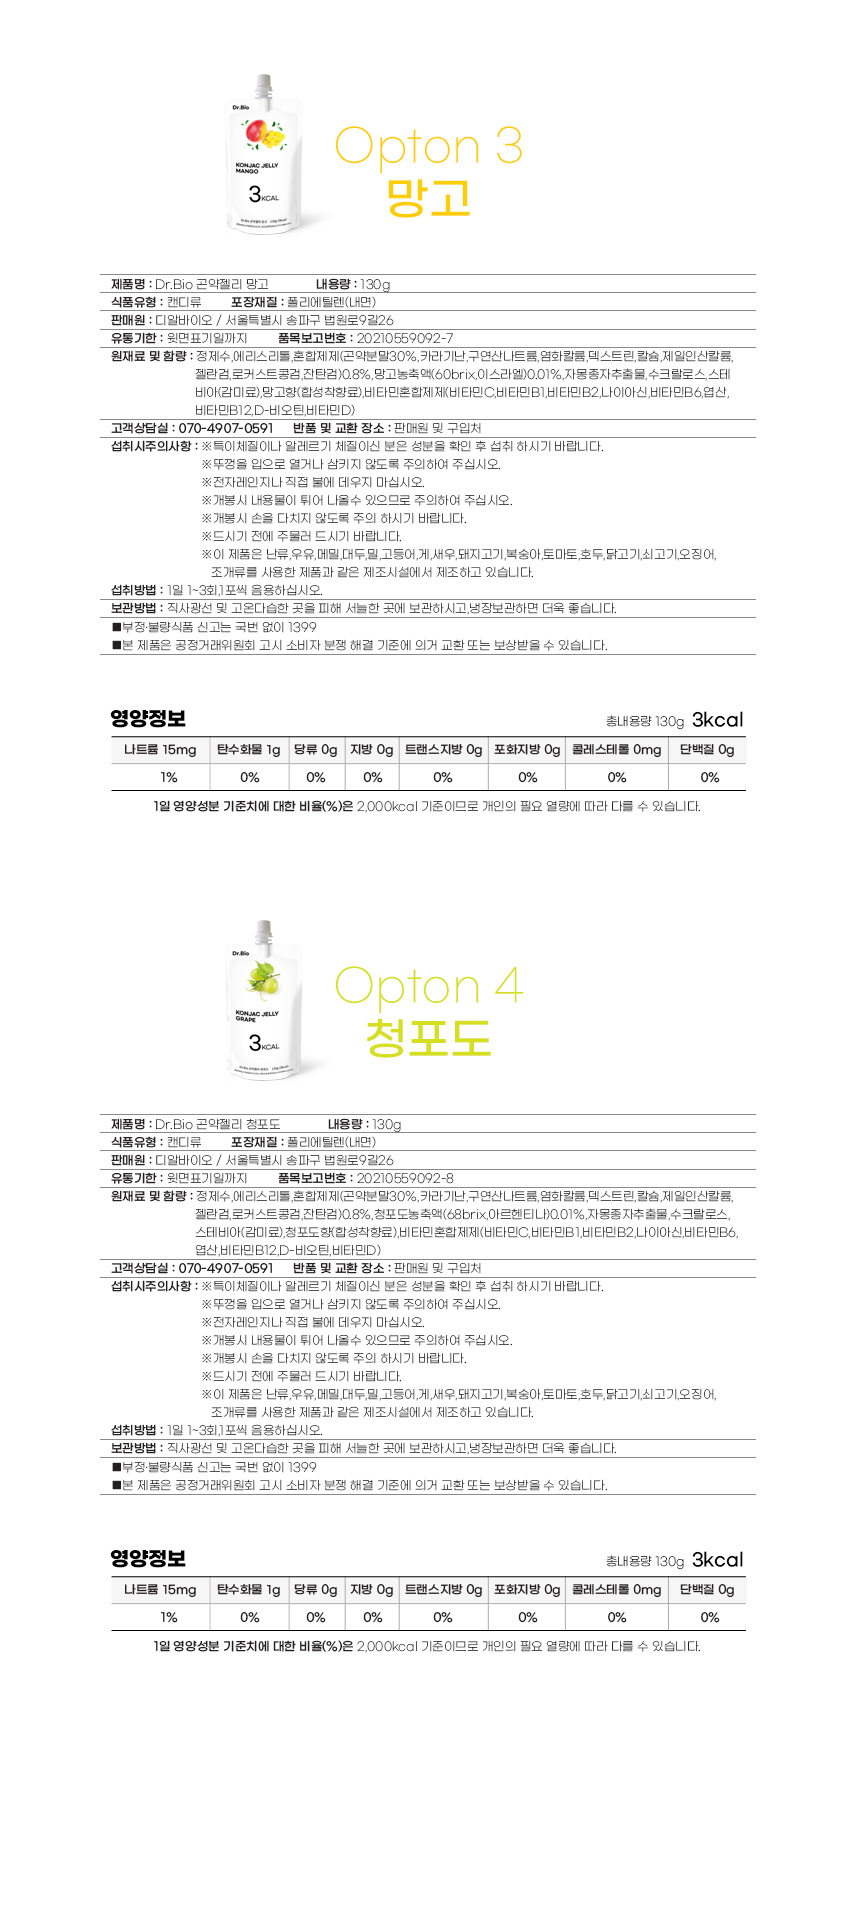 Dr.Bio
KONJAC JELLY
MANGO
3KCAL
Opton 3
망고
제품명 : Dr.Bio 곤약젤리 망고 내용량 : 130g
식품유형 : 캔디류 포장재질 : 폴리에틸렌(내면)
판매원 : 디알바이오 / 서울특별시 송파구 법원로9길26
유통기한 : 윗면표기일까지 품목보고번호 : 20210559092-7
원재료 및 함량 : 정제수,에리스리톨,혼합제제(곤약분말30%,카라기난,구연산나트륨,염화칼륨,덱스트린,칼슘,제일인산칼륨,
젤란검,로커스트콩검,잔탄검)0.8%,망고농축액(60brix,이스라엘)0.01%,자몽종자추출물,수크랄로스,스테
비아(감미료),망고향(합성착향료),비타민혼합제제(비타민C,비타민B1,비타민B2,나이아신,비타민B6,엽산,
비타민B12,D-비오틴,비타민D)
고객상담실 : 070-4907-0591 반품 및 교환 장소 : 판매원 및 구입처
섭취시주의사항 : ※특이체질이나 알레르기 체질이신 분은 성분을 확인 후 섭취 하시기 바랍니다.
※뚜껑을 입으로 열거나 삼키지 않도록 주의하여 주십시오.
※전자레인지나 직접 불에 데우지 마십시오.
※개봉시 내용물이 튀어 나올수 있으므로 주의하여 주십시오.
※개봉시 손을 다치지 않도록 주의 하시기 바랍니다.
※드시기 전에 주물러 드시기 바랍니다.
※이 제품은 난류,우유,메밀,대두,밀,고등어,게,새우,돼지고기,복숭아,토마토,호두,닭고기,쇠고기,오징어,
조개류를 사용한 제품과 같은 제조시설에서 제조하고 있습니다.
섭취방법 : 1일 1~3회,1포씩 음용하십시오.
보관방법 : 직사광선 및 고온다습한 곳을 피해 서늘한 곳에 보관하시고,냉장보관하면 더욱 좋습니다.
■부정·불량식품 신고는 국번 없이 1399
■본 제품은 공정거래위원회 고시 소비자 분쟁 해결 기준에 의거 교환 또는 보상받을 수 있습니다.
영양정보 총내용량 130g 3kcal
나트륨 15mg 탄수화물 1g 당류 0g 지방 0g 트랜스지방 0g 포화지방 0g 콜레스테롤 0mg 단백질 0g
1% 0% 0% 0% 0% 0% 0% 0%
1일 영양성분 기준치에 대한 비율(%)은 2,000kcal 기준이므로 개인의 필요 열량에 따라 다를 수 있습니다.
Dr.Bio
KONJAC JELLY
GRAPE
3KCAL
Opton 4
청포도
제품명 : Dr.Bio 곤약젤리 청포도 내용량 : 130g
식품유형 : 캔디류 포장재질 : 폴리에틸렌(내면)
판매원 : 디알바이오 / 서울특별시 송파구 법원로9길26
유통기한 : 윗면표기일까지 품목보고번호 : 20210559092-8
원재료 및 함량 : 정제수,에리스리톨,혼합제제(곤약분말30%,카라기난,구연산나트륨,염화칼륨,덱스트린,칼슘,제일인산칼륨,
젤란검,로커스트콩검,잔탄검)0.8%,청포도농축액(68brix,아르헨티나)0.01%,자몽종자추출물,수크랄로스,
스테비아(감미료),청포도향(합성착향료),비타민혼합제제(비타민C,비타민B1,비타민B2,나이아신,비타민B6,
엽산,비타민B12,D-비오틴,비타민D)
고객상담실 : 070-4907-0591 반품 및 교환 장소 : 판매원 및 구입처
섭취시주의사항 : ※특이체질이나 알레르기 체질이신 분은 성분을 확인 후 섭취 하시기 바랍니다.
※뚜껑을 입으로 열거나 삼키지 않도록 주의하여 주십시오.
※전자레인지나 직접 불에 데우지 마십시오.
※개봉시 내용물이 튀어 나올수 있으므로 주의하여 주십시오.
※개봉시 손을 다치지 않도록 주의 하시기 바랍니다.
※드시기 전에 주물러 드시기 바랍니다.
※이 제품은 난류,우유,메밀,대두,밀,고등어,게,새우,돼지고기,복숭아,토마토,호두,닭고기,쇠고기,오징어,
조개류를 사용한 제품과 같은 제조시설에서 제조하고 있습니다.
섭취방법 : 1일 1~3회,1포씩 음용하십시오.
보관방법 : 직사광선 및 고온다습한 곳을 피해 서늘한 곳에 보관하시고,냉장보관하면 더욱 좋습니다.
■부정·불량식품 신고는 국번 없이 1399
■본 제품은 공정거래위원회 고시 소비자 분쟁 해결 기준에 의거 교환 또는 보상받을 수 있습니다.
영양정보 총내용량 130g 3kcal
나트륨 15mg 탄수화물 1g 당류 0g 지방 0g 트랜스지방 0g 포화지방 0g 콜레스테롤 0mg 단백질 0g
1% 0% 0% 0% 0% 0% 0% 0%
1일 영양성분 기준치에 대한 비율(%)은 2,000kcal 기준이므로 개인의 필요 열량에 따라 다를 수 있습니다.